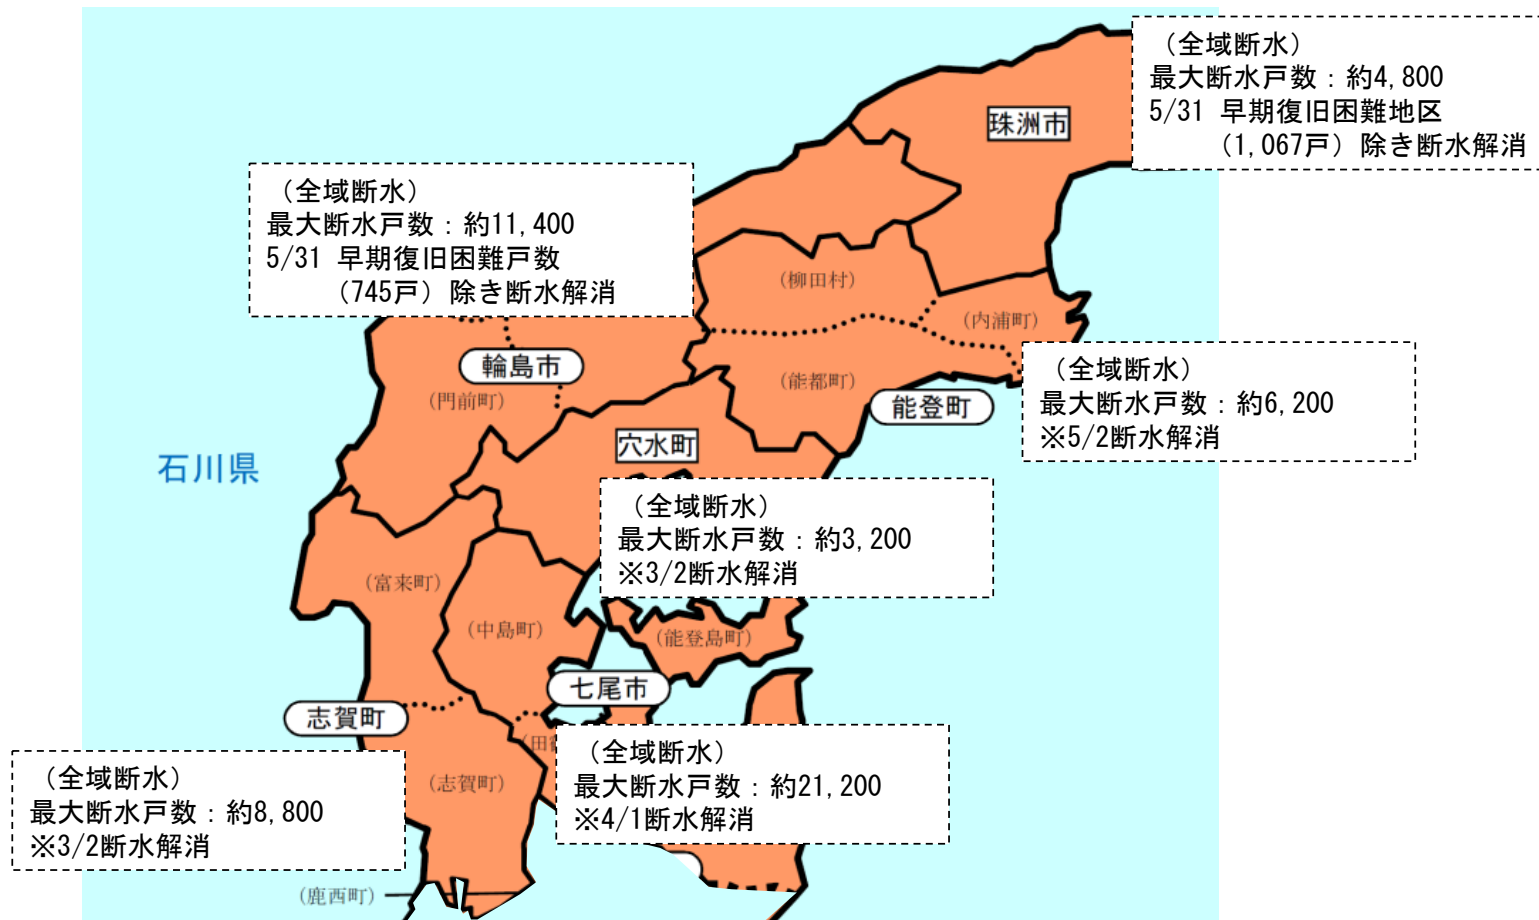 （全域断水）
最大断水戸数：約4,800
5/31 早期復旧困難地区
（1,067戸）除き断水解消
珠洲市
（全域断水）
最大断水戸数：約11,400
5/31 早期復旧困難戸数
（745戸）除き断水解消
（柳田村）
（内浦町）
輪島市
（門前町）
（能都町）
能登町
（全域断水）
最大断水戸数：約6,200
※5/2断水解消
穴水町
石川県
（全域断水）
最大断水戸数：約3,200
※3/2断水解消
（富来町）
（中島町）
（能登島町）
七尾市
志賀町
（田
（全域断水）
最大断水戸数：約21,200
※4/1断水解消
（志賀町）
（全域断水）
最大断水戸数：約8,800
※3/2断水解消
（鹿西町）